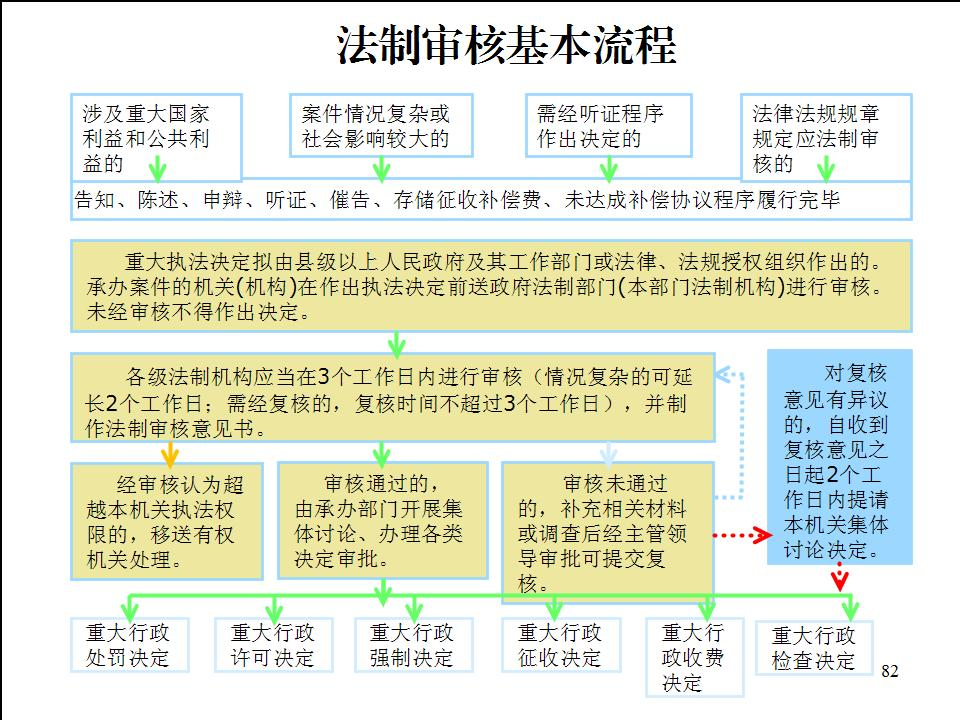 法制审核基本流程
涉及重大国家
利益和公共利
益的
案件情况复杂或
社会影响较大的
需经听证程序
作出决定的
法律法规规章
规定应法制审
核的
告知、陈述、申辩、听证、催告、存储征收补偿费、未达成补偿协议程序履行完毕
重大执法决定拟由县级以上人民政府及其工作部门或法律、法规授权组织作出的。
承办案件的机关(机构)在作出执法决定前送政府法制部门(本部门法制机构)进行审核。
未经审核不得作出决定。
各级法制机构应当在3个工作日内进行审核（情况复杂的可延
长2个工作日；需经复核的，复核时间不超过3个工作日），并制
作法制审核意见书。
对复核
意见有异议
的，自收到
复核意见之
日起2个工
作日内提请
本机关集体
讨论决定。
经审核认为超
越本机关执法权
限的，移送有权
机关处理。
审核通过的，
由承办部门开展集
体讨论、办理各类
决定审批。
审核未通过
的，补充相关材料
或调查后经主管领
导审批可提交复
核。
重大行政
处罚决定
重大行政
许可决定
重大行政
强制决定
重大行政
征收决定
重大行
政收费
决定
重大行政
检查决定
82